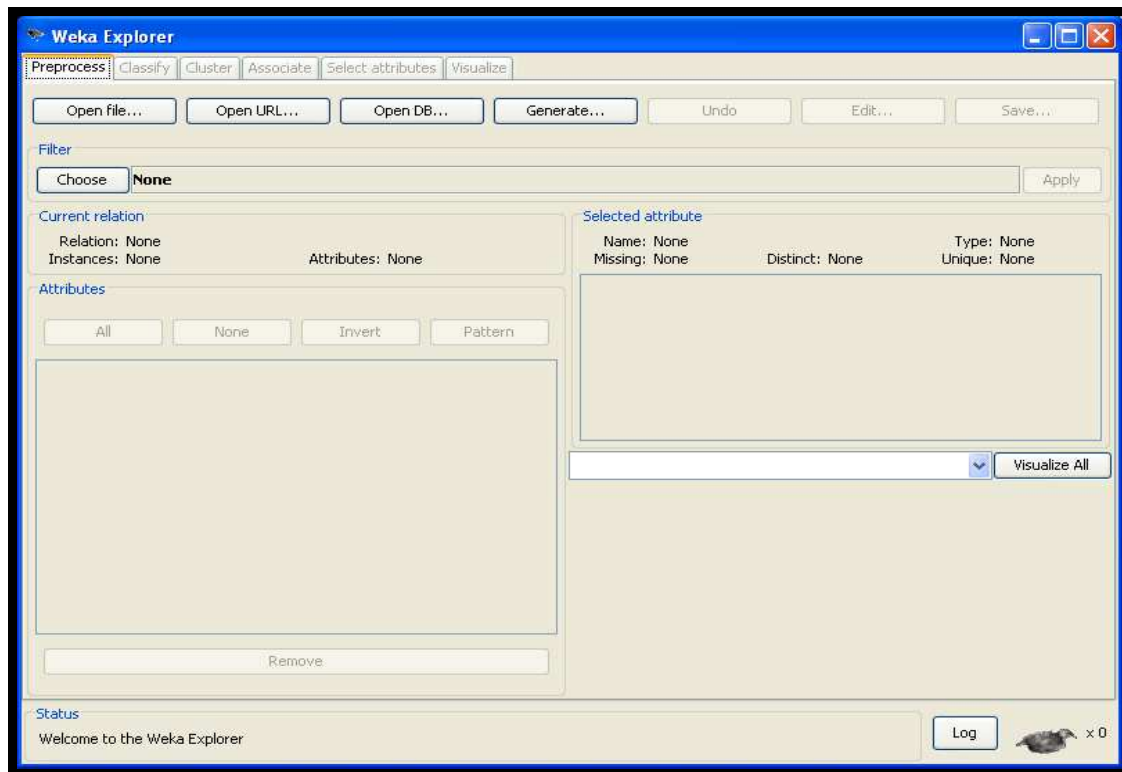 Weka Explorer
Preprocess Classify Cluster Associate Select attributes Visualize
Open file... Open URL... Open DB... Generate... Undo Edit... Save...
Filter
Choose None Apply
Current relation
Relation: None
Instances: None Attributes: None
Selected attribute
Name: None Type: None
Missing: None Distinct: None Unique: None
Attributes
All None Invert Pattern
Visualize All
Remove
Status
Welcome to the Weka Explorer
Log x 0